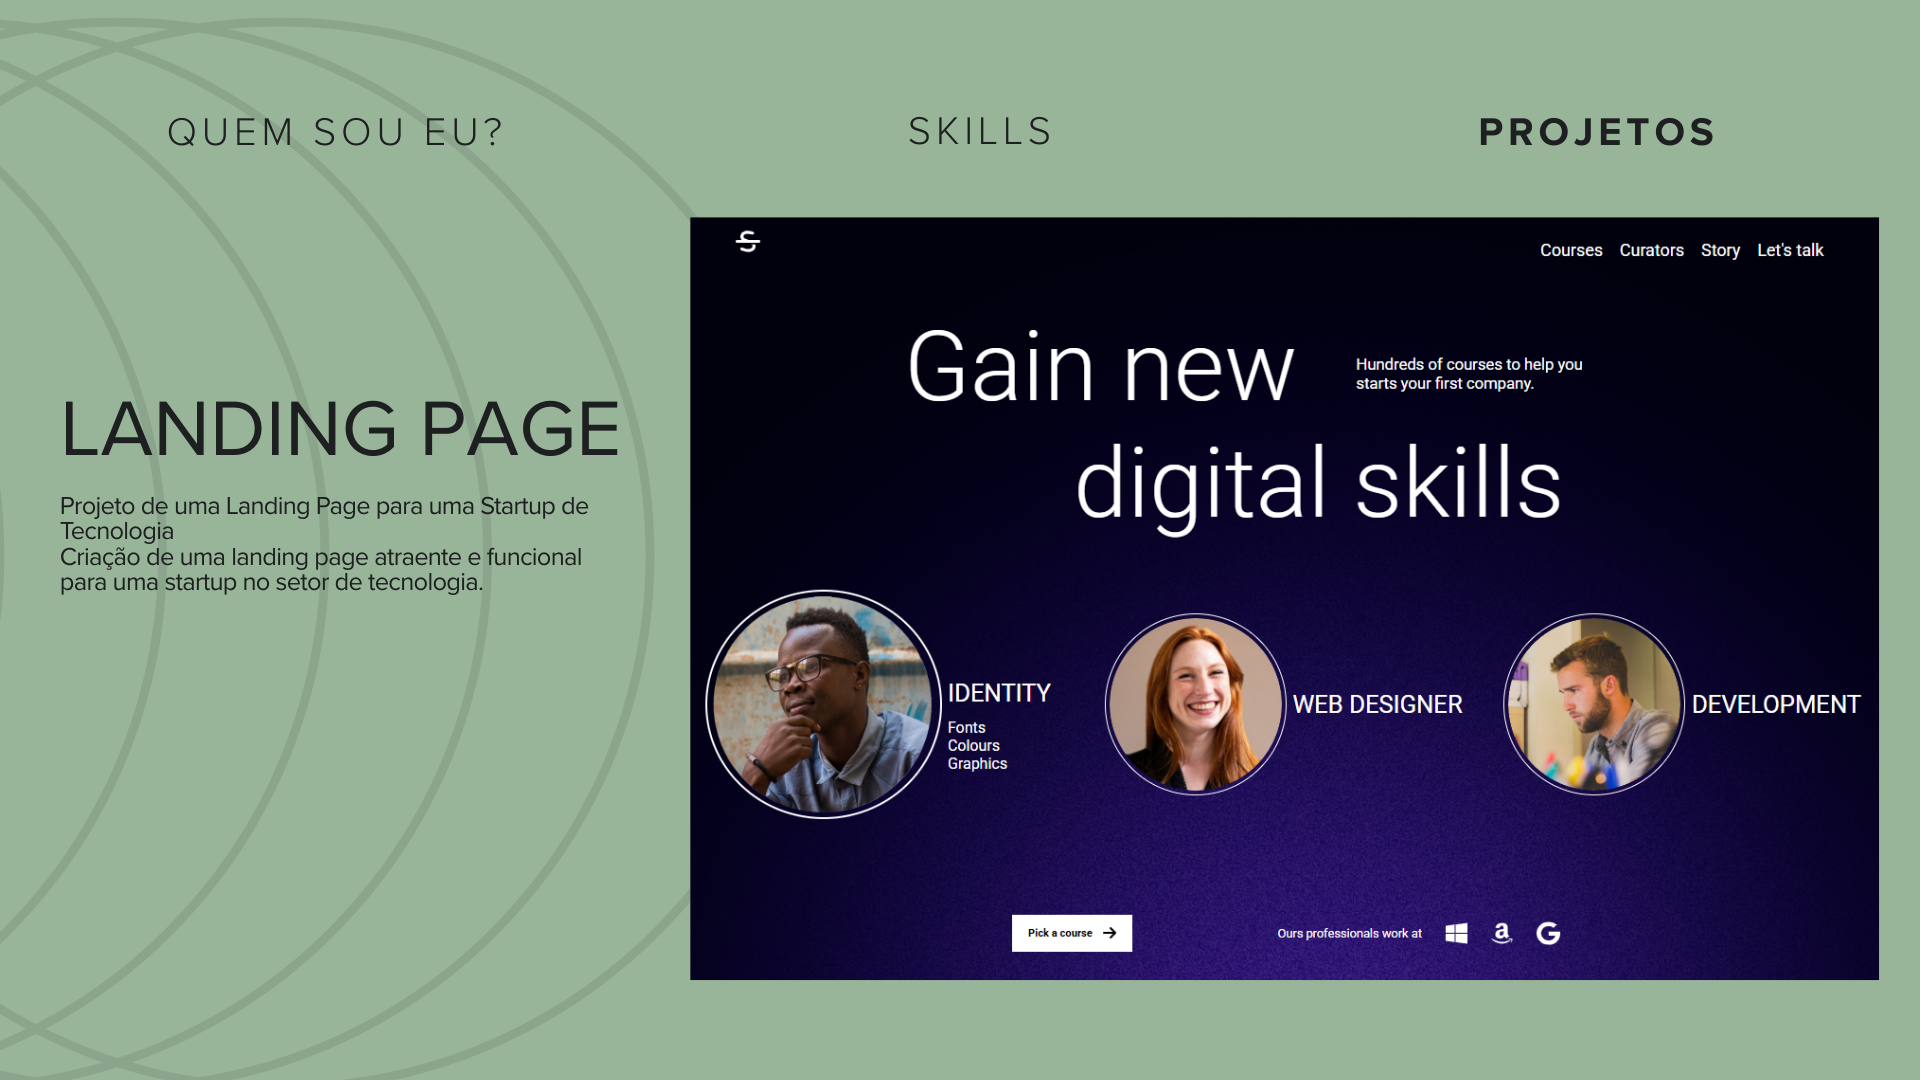 QUEM SOU EU?
SKILLS
PROJETOS
LANDING PAGE
Projeto de uma Landing Page para uma Startup de
Tecnologia
Criação de uma landing page atraente e funcional
para uma startup no setor de tecnologia.
Courses Curators Story Let's talk
Gain new
Hundreds of courses to help you
starts your first company.
digital skills
IDENTITY
Fonts
Colours
Graphics
WEB DESIGNER
DEVELOPMENT
Pick a course
Ours professionals work at